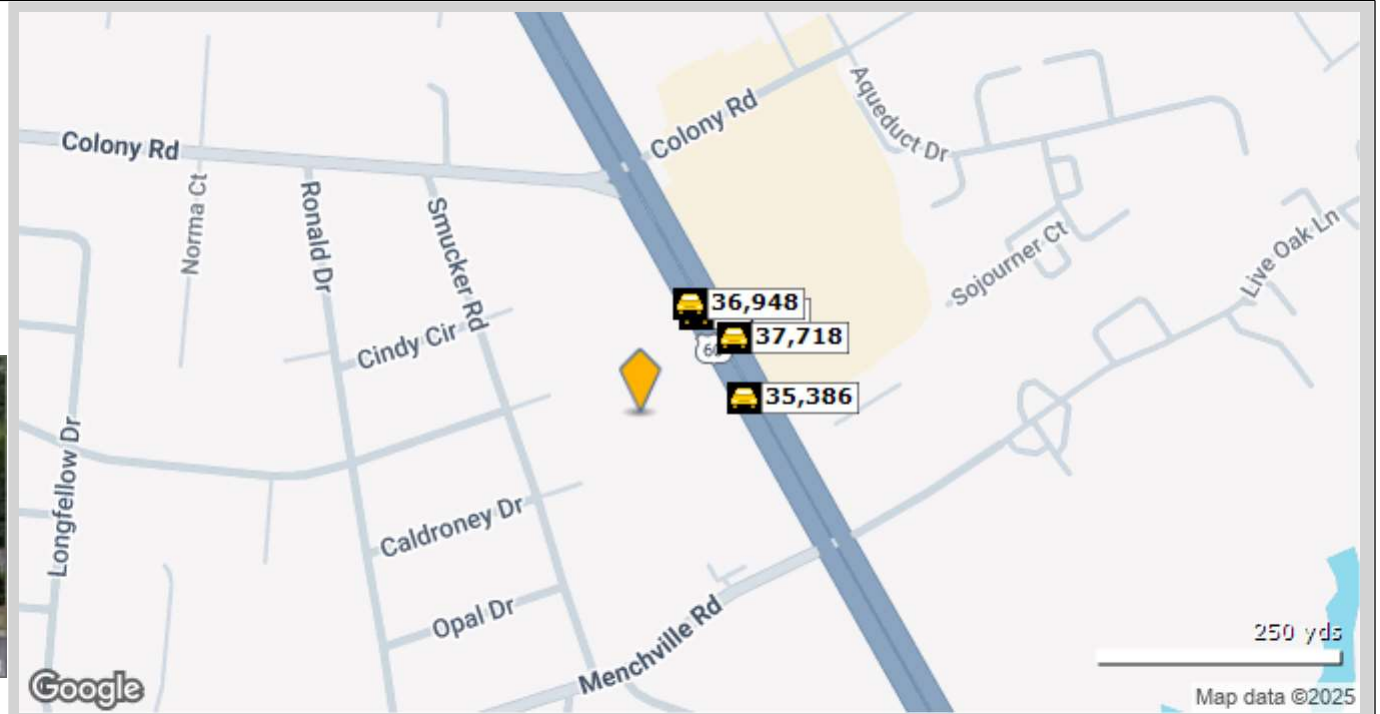 Colony Rd
Aqueduct Dr
Colony Rd
Norma Ct
Ronald Dr
Smucker Rd
Sojourner Ct
Live Oak Ln
36,948
37,718
Cindy Cir
35,386
Longfellow Dr
Caldroney Dr
Opal Dr
Menchville Rd
250 yds
Google
Map data ©2025